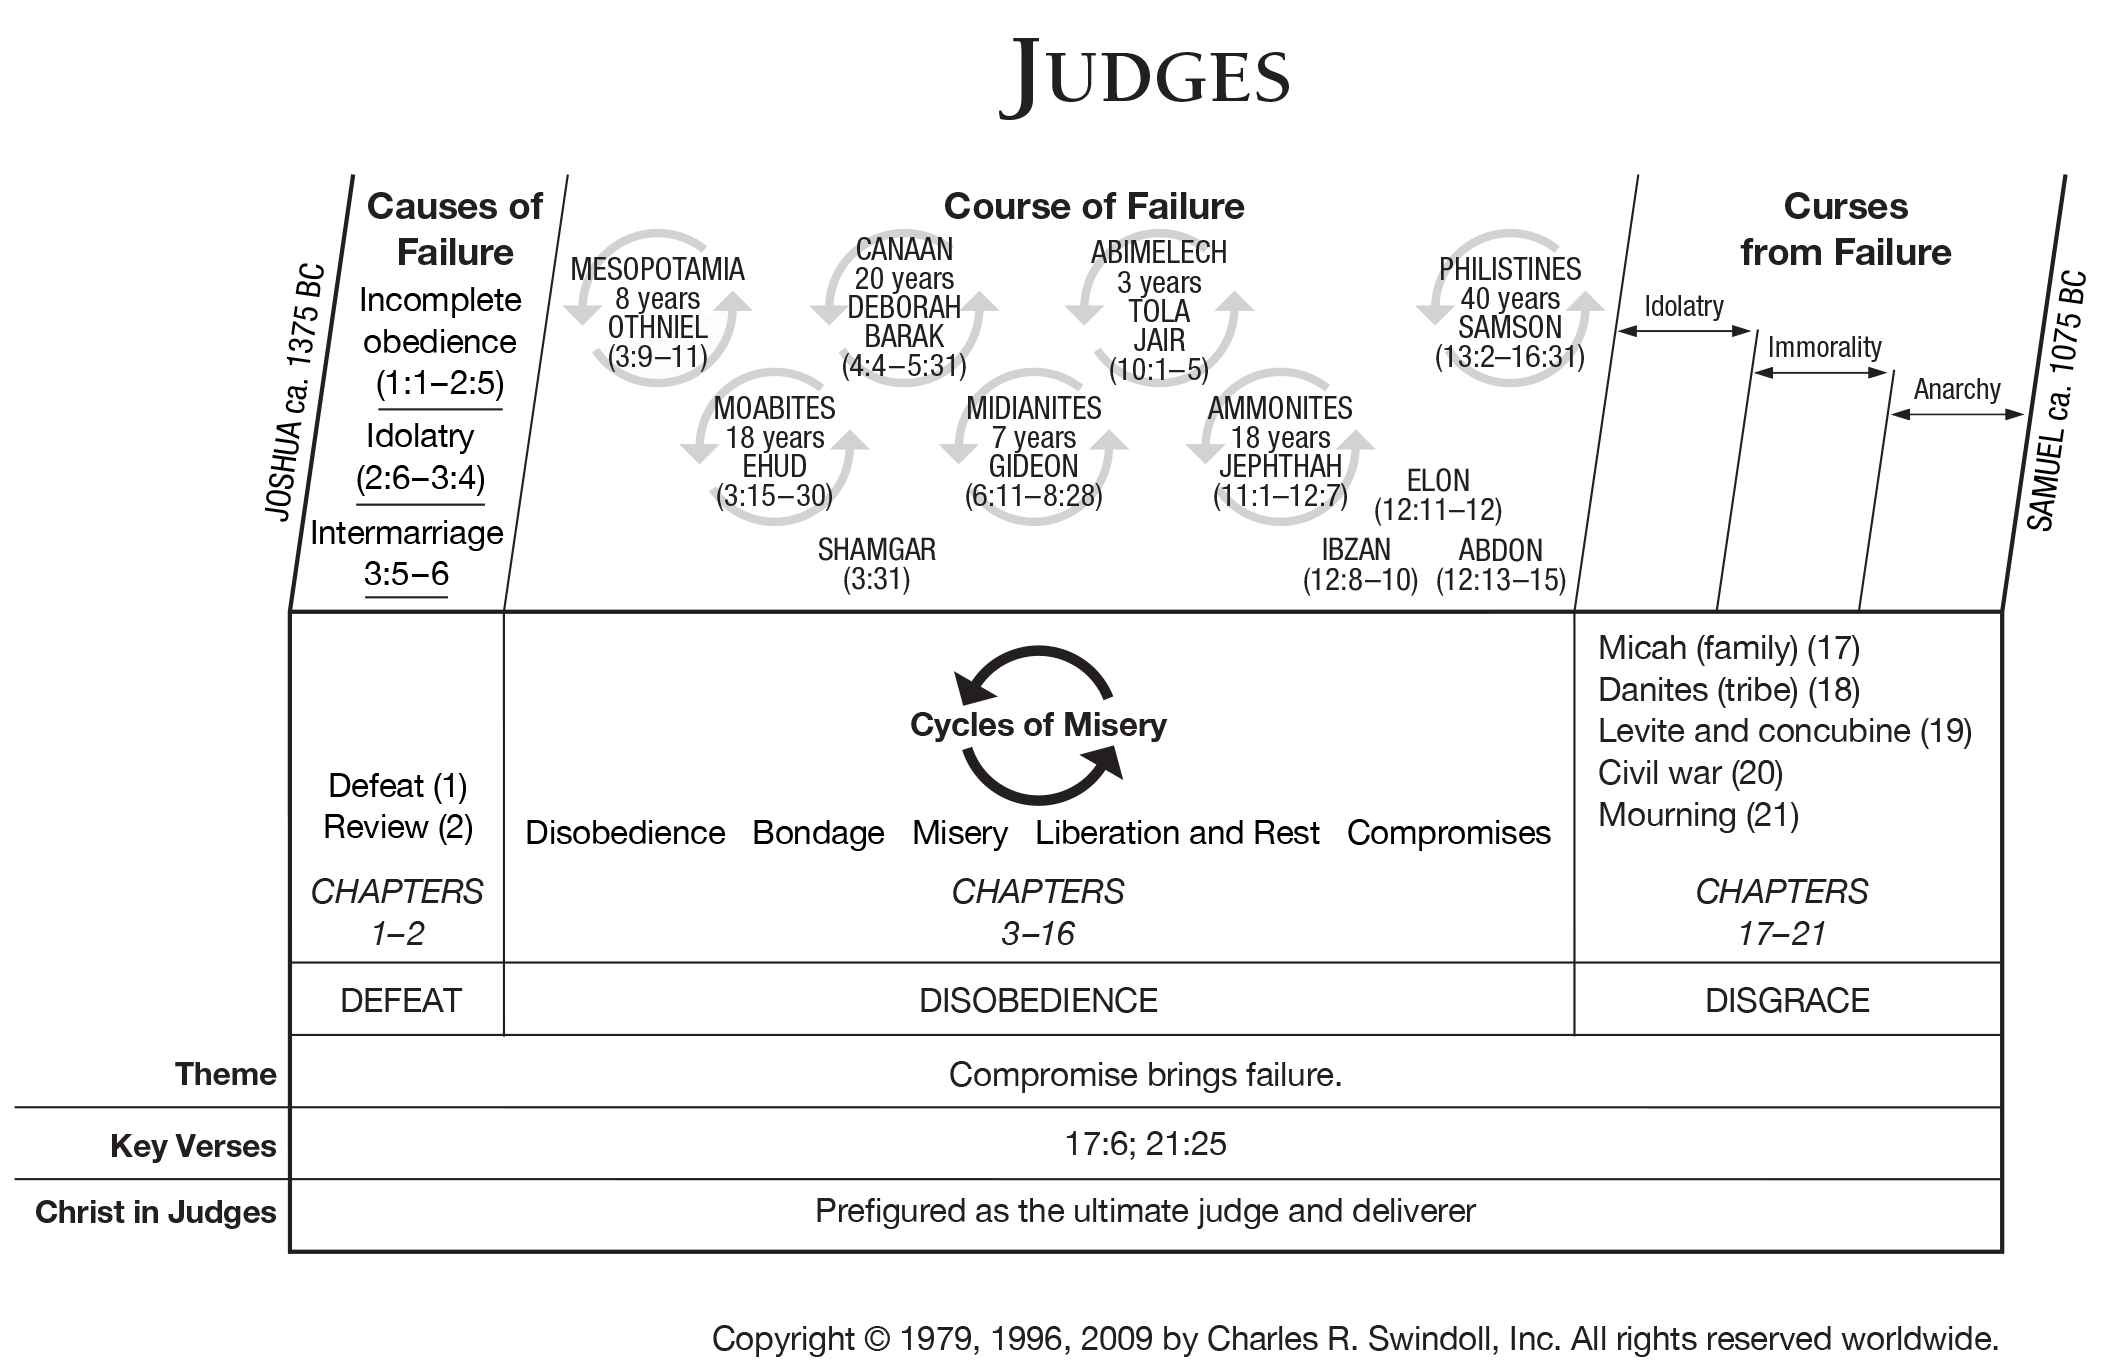 JUDGES
JOSHUA ca. 1375 BC
Causes of
Failure
Incomplete
obedience
(1:1–2:5)
Idolatry
(2:6–3:4)
Intermarriage
3:5–6
Course of Failure
MESOPOTAMIA
8 years
OTHNIEL
(3:9–11)
MOABITES
18 years
EHUD
(3:15–30)
SHAMGAR
(3:31)
CANAAN
20 years
DEBORAH
BARAK
(4:4–5:31)
MIDIANITES
7 years
GIDEON
(6:11–8:28)
ABIMELECH
3 years
TOLA
JAIR
(10:1–5)
AMMONITES
18 years
JEPHTHAH
(11:1–12:7)
IBZAN
(12:8–10)
ELON
(12:11–12)
ABDON
(12:13–15)
PHILISTINES
40 years
SAMSON
(13:2–16:31)
Curses
from Failure
Idolatry
Immorality
Anarchy
SAMUEL ca. 1075 BC
Defeat (1)
Review (2)
CHAPTERS
1–2
Cycles of Misery
Disobedience Bondage Misery Liberation and Rest Compromises
CHAPTERS
3–16
Micah (family) (17)
Danites (tribe) (18)
Levite and concubine (19)
Civil war (20)
Mourning (21)
CHAPTERS
17–21
DEFEAT DISOBEDIENCE DISGRACE
Theme Compromise brings failure.
Key Verses 17:6; 21:25
Christ in Judges Prefigured as the ultimate judge and deliverer
Copyright © 1979, 1996, 2009 by Charles R. Swindoll, Inc. All rights reserved worldwide.